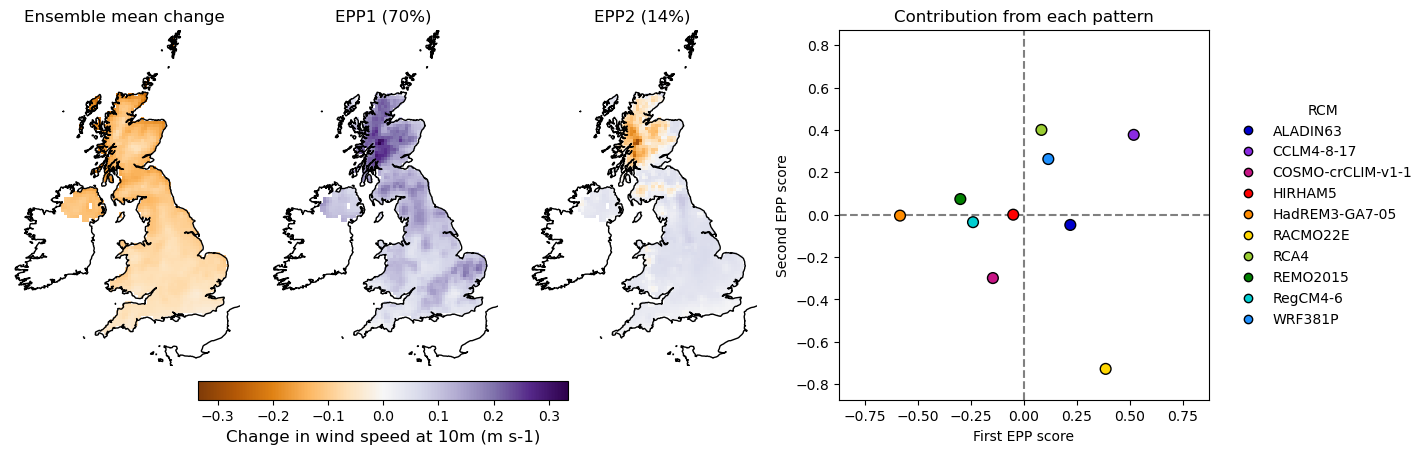 Ensemble mean change
EPP1 (70%)
EPP2 (14%)
Contribution from each pattern
−0.3 −0.2 −0.1 0.0 0.1 0.2 0.3
Change in wind speed at 10m (m s-1)
Second EPP score
0.8
0.6
0.4
0.2
0.0
−0.2
−0.4
−0.6
−0.8
−0.75 −0.50 −0.25 0.00 0.25 0.50 0.75
First EPP score
RCM
ALADIN63
CCLM4-8-17
COSMO-crCLIM-v1-1
HIRHAM5
HadREM3-GA7-05
RACMO22E
RCA4
REMO2015
RegCM4-6
WRF381P